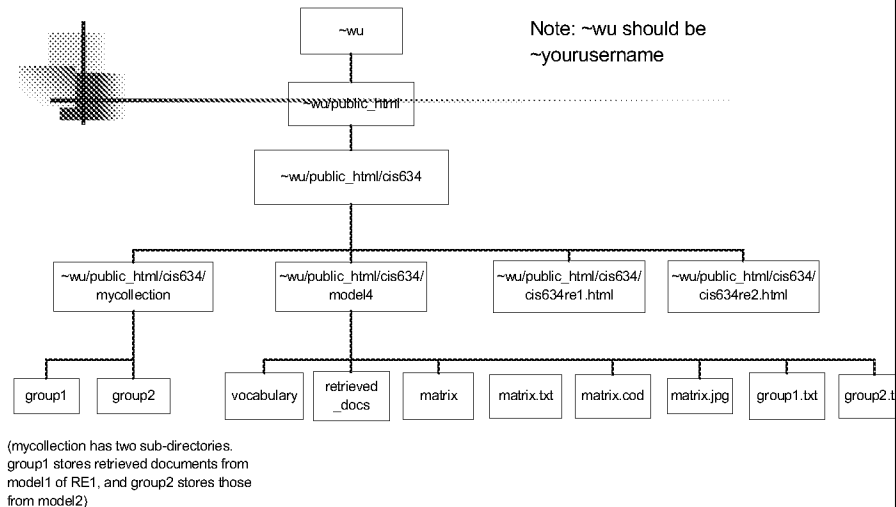 ~wu
Note: ~wu should be
~yourusername
~wu/public_html
~wu/public_html/cis634
~wu/public_html/cis634/
mycollection
~wu/public_html/cis634/
model4
~wu/public_html/cis634/
cis634re1.html
~wu/public_html/cis634/
cis634re2.html
group1
group2
vocabulary
retrieved
_docs
matrix
matrix.txt
matrix.cod
matrix.jpg
group1.txt
group2.t
(mycollection has two sub-directories.
group1 stores retrieved documents from
model1 of RE1, and group2 stores those
from model2)